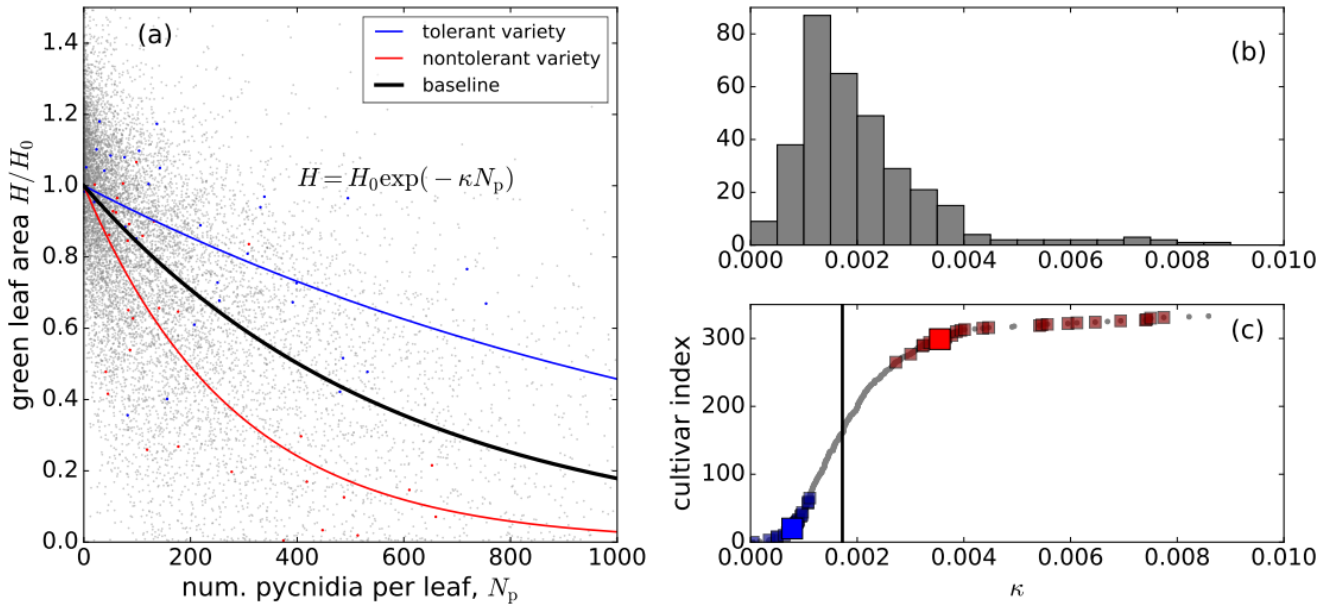 (a)
tolerant variety
nontolerant variety
baseline
H = H₀exp( − κNₚ)
green leaf area H/H₀
1.4
1.2
1.0
0.8
0.6
0.4
0.2
0.0
0 200 400 600 800 1000
num. pycnidia per leaf, Nₚ
(b)
80
60
40
20
0
0.000 0.002 0.004 0.006 0.008 0.010
(c)
cultivar index
300
200
100
0
0.000 0.002 0.004 0.006 0.008 0.010
κ